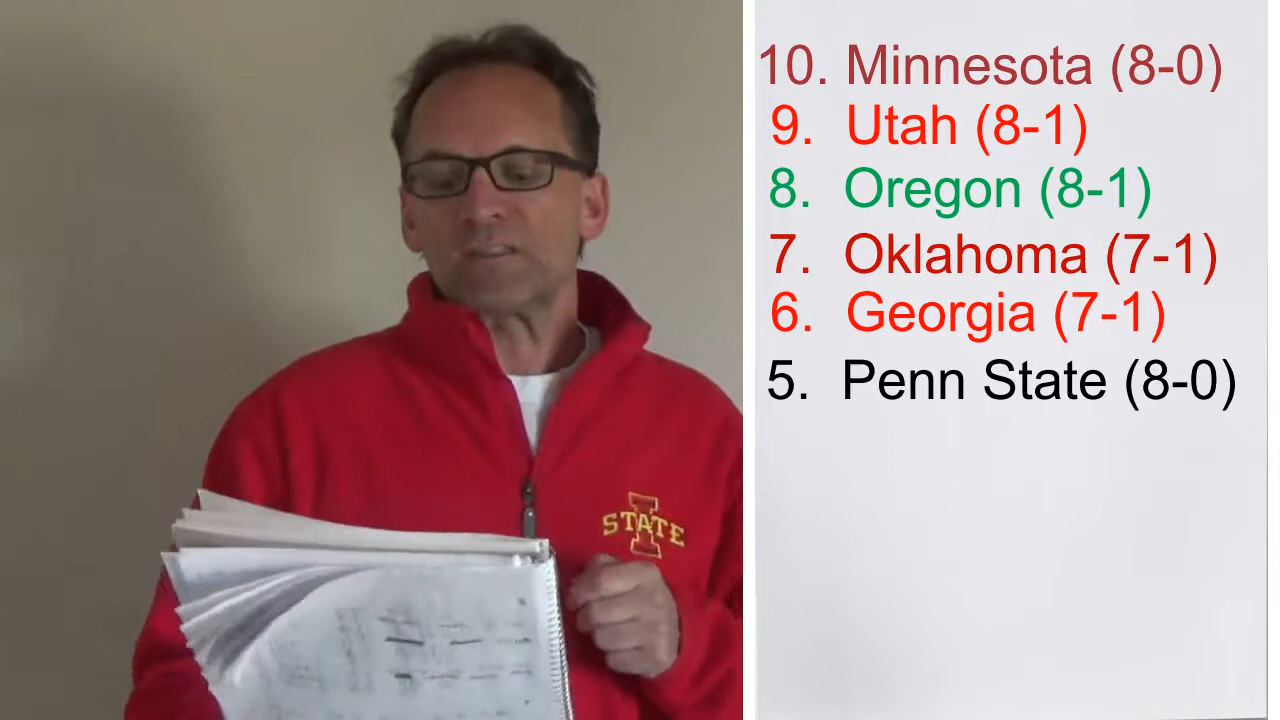 10. Minnesota (8-0)
9. Utah (8-1)
8. Oregon (8-1)
7. Oklahoma (7-1)
6. Georgia (7-1)
5. Penn State (8-0)
I
STATE